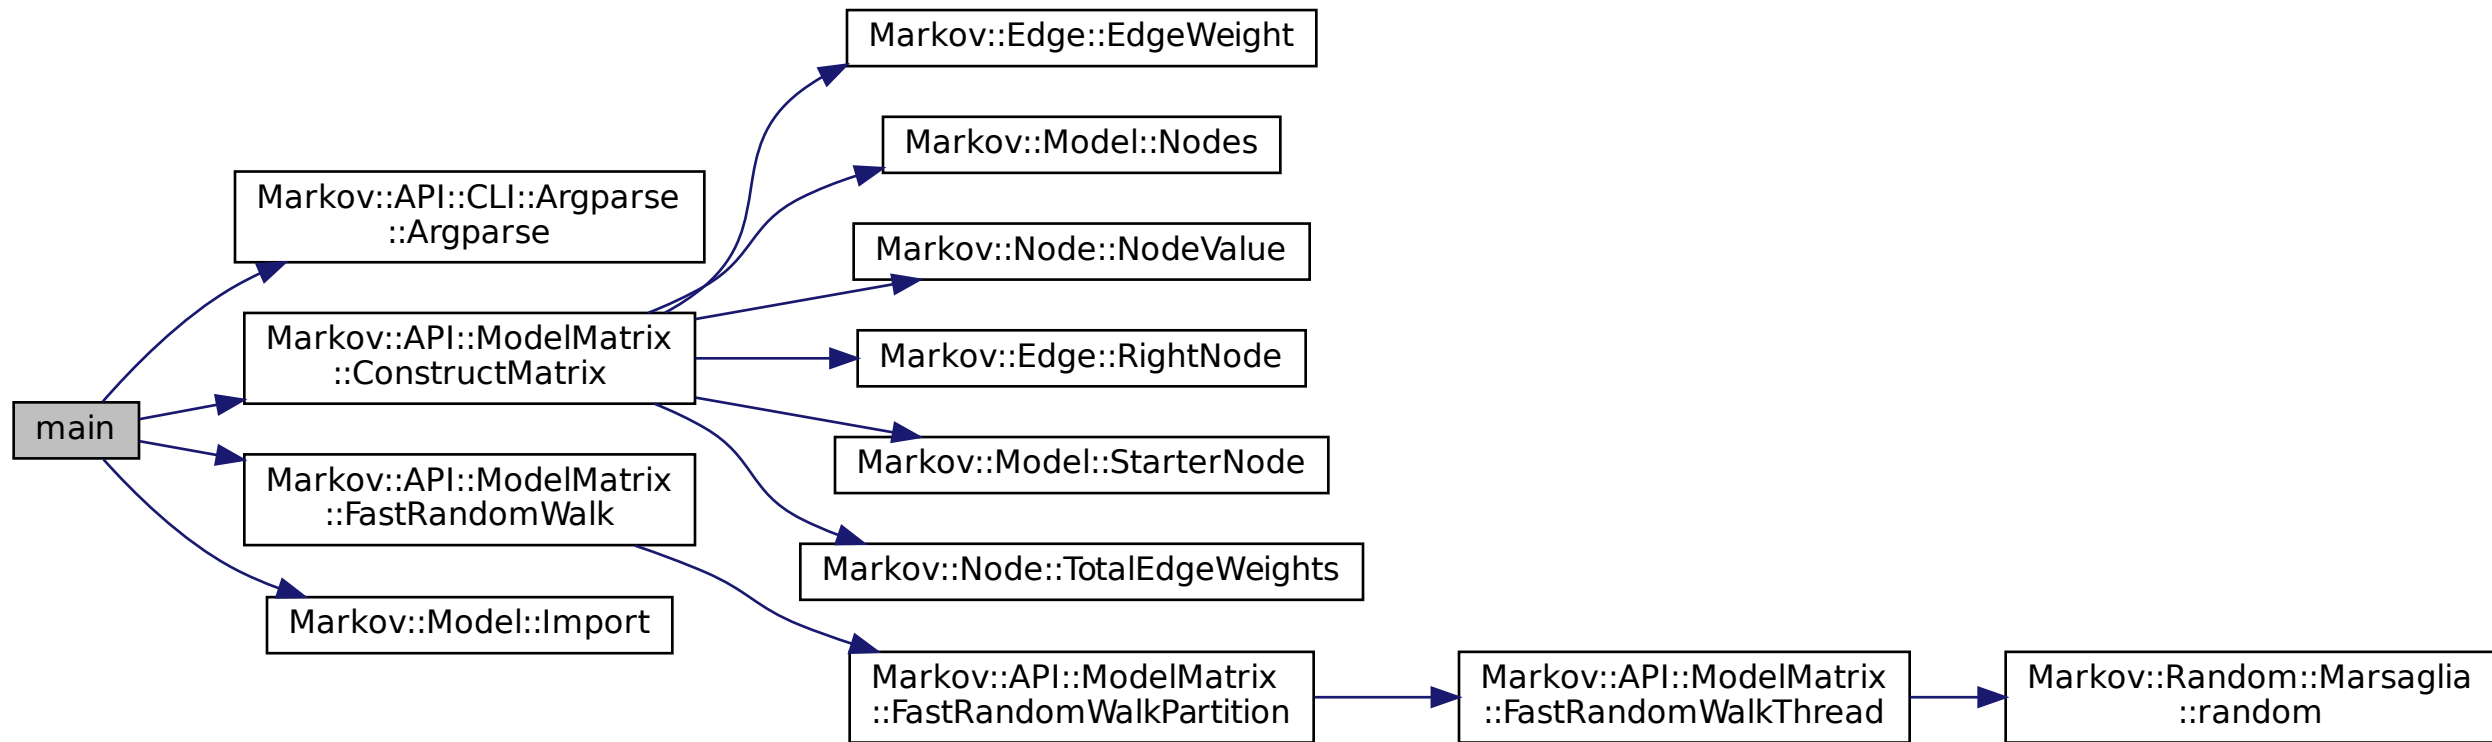 main
Markov::API::CLI::Argparse
::Argparse
Markov::API::ModelMatrix
::ConstructMatrix
Markov::API::ModelMatrix
::FastRandomWalk
Markov::Model::Import
Markov::Edge::EdgeWeight
Markov::Model::Nodes
Markov::Node::NodeValue
Markov::Edge::RightNode
Markov::Model::StarterNode
Markov::Node::TotalEdgeWeights
Markov::API::ModelMatrix
::FastRandomWalkPartition
Markov::API::ModelMatrix
::FastRandomWalkThread
Markov::Random::Marsaglia
::random